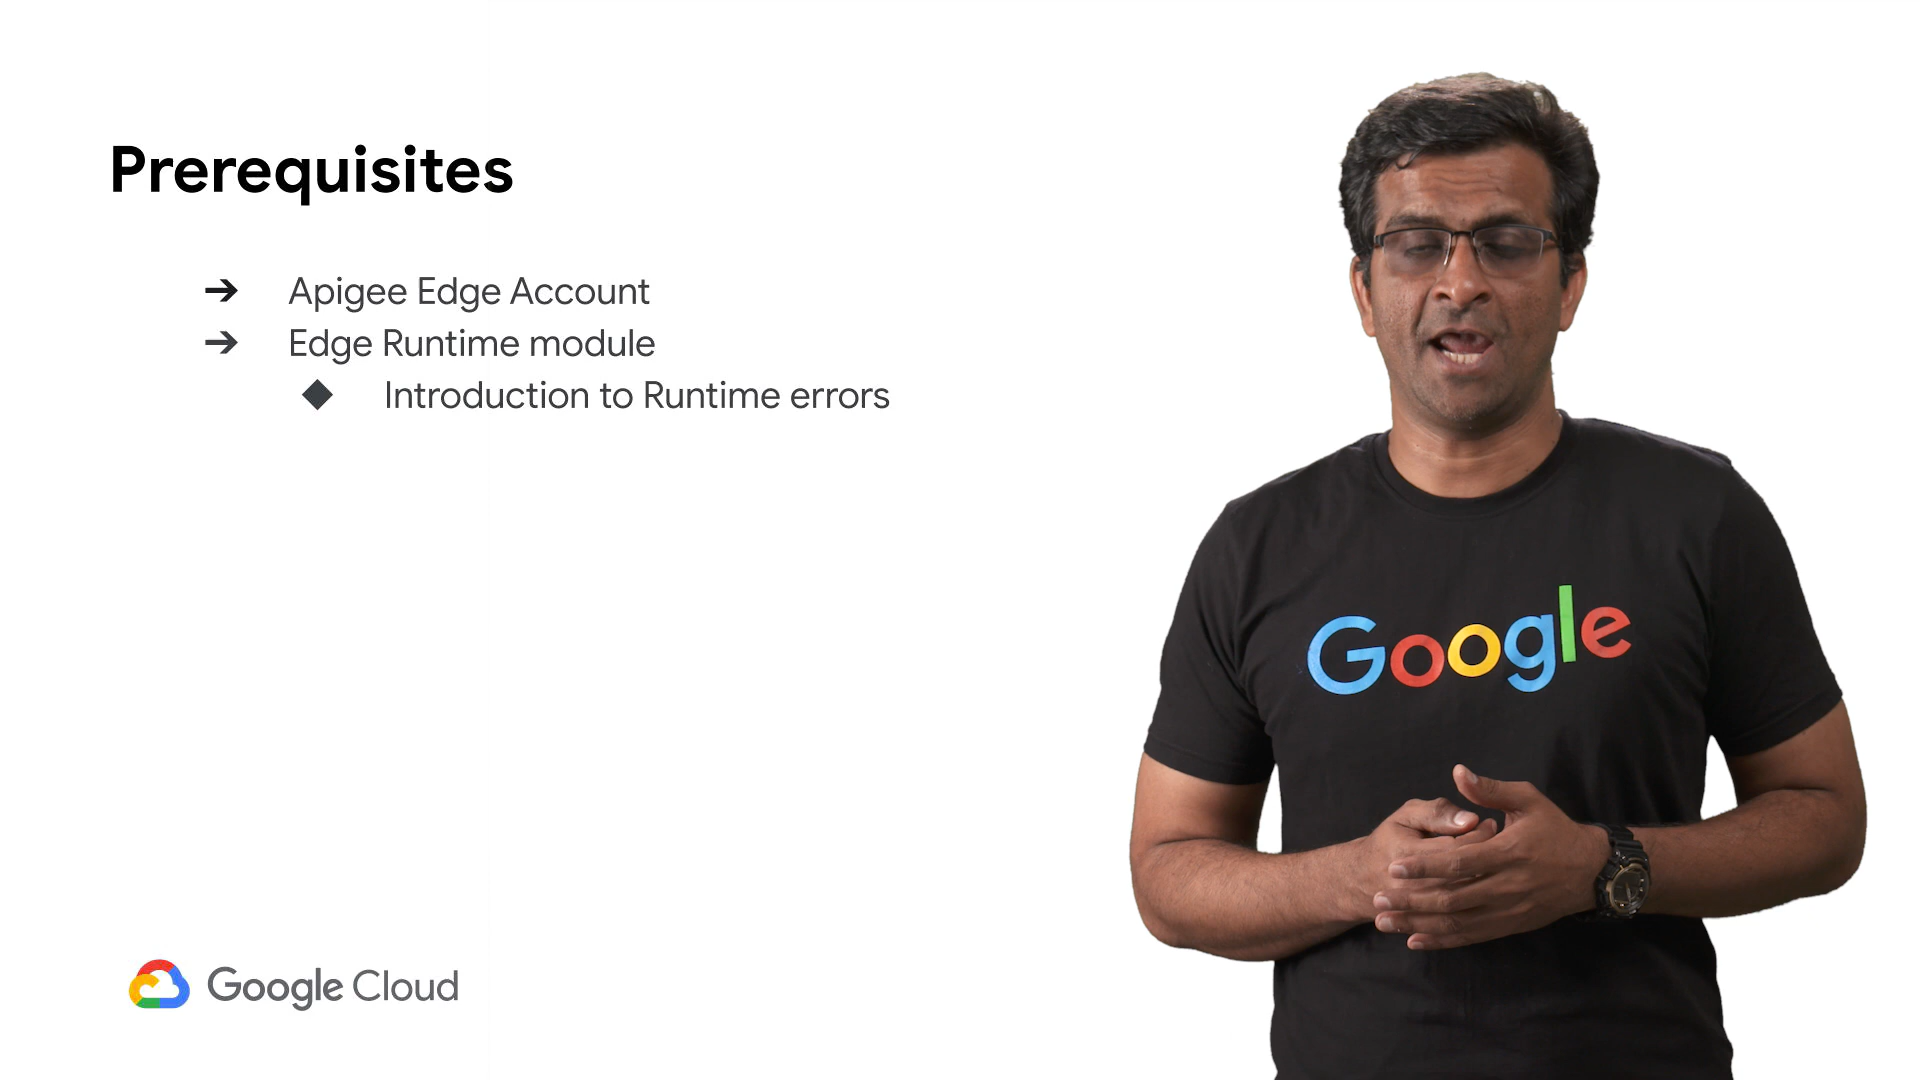 Prerequisites
➔ Apigee Edge Account
➔ Edge Runtime module
◆ Introduction to Runtime errors
Google
Google Cloud